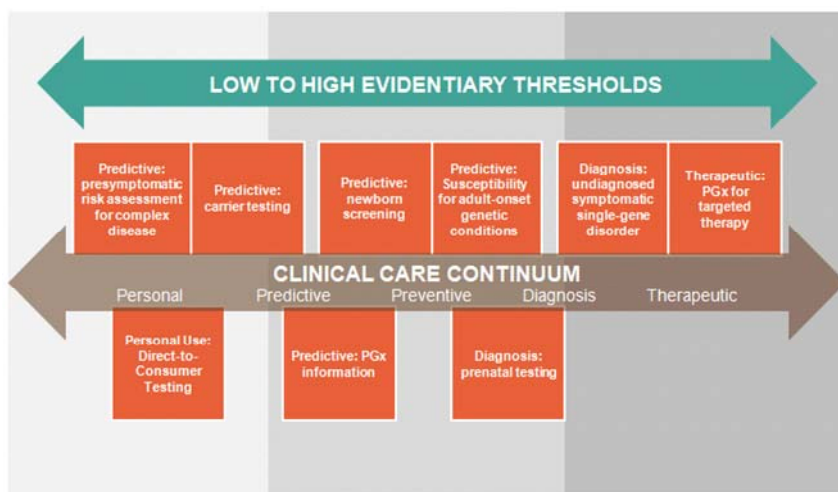 LOW TO HIGH EVIDENTIARY THRESHOLDS
Predictive:
presymptomatic
risk assessment
for complex
disease
Predictive:
carrier testing
Predictive:
newborn
screening
Predictive:
Susceptibility
for adult-onset
genetic
conditions
Diagnosis:
undiagnosed
symptomatic
single-gene
disorder
Therapeutic:
PGx for
targeted
therapy
CLINICAL CARE CONTINUUM
Personal Predictive Preventive Diagnosis Therapeutic
Personal Use:
Direct-to-
Consumer
Testing
Predictive: PGx
information
Diagnosis:
prenatal testing